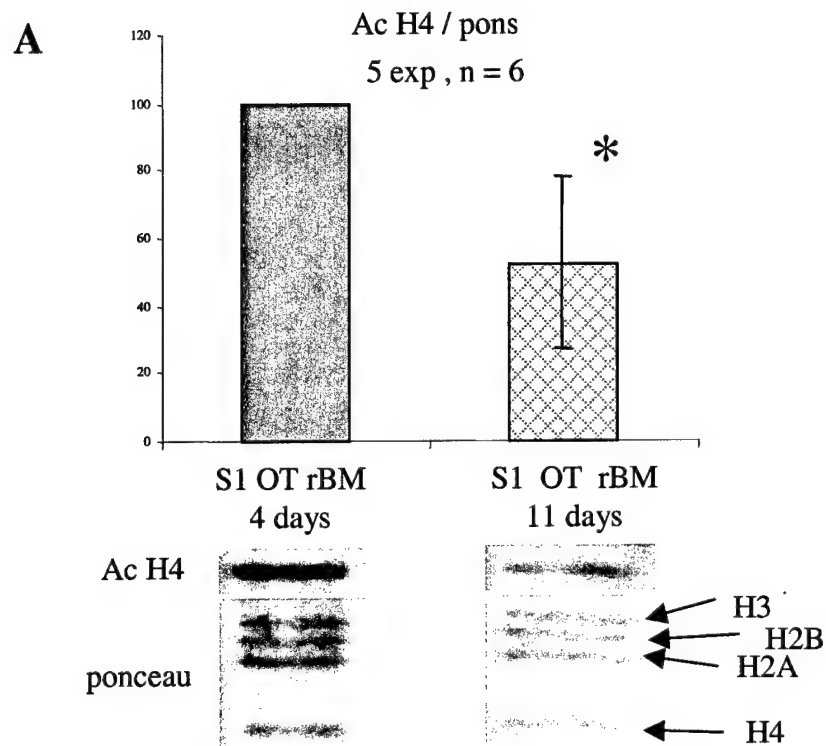 A
Ac H4 / pons
5 exp , n = 6
120
100
80
60
40
20
0
*
S1 OT rBM
4 days
S1 OT rBM
11 days
Ac H4
ponceau
H3
H2B
H2A
H4